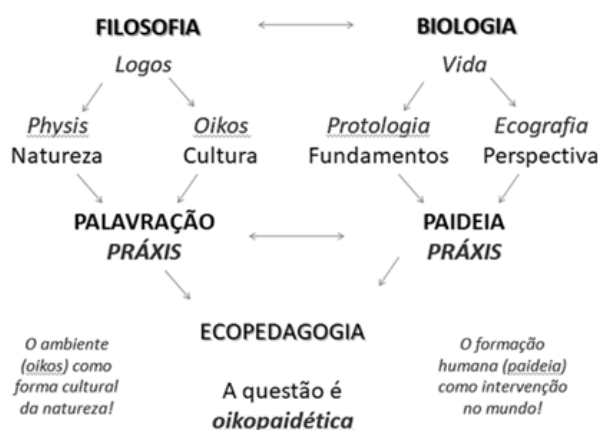 FILOSOFIA BIOLOGIA
Logos Vida
Physis Oikos Protologia Ecografia
Natureza Cultura Fundamentos Perspectiva
PALAVRAÇÃO PAIDEIA
PRÁXIS PRÁXIS
ECOPEDAGOGIA
O ambiente
(oikos) como
forma cultural
da natureza!
A questão é
oikopaidética
O formação
humana (paideia)
como intervenção
no mundo!